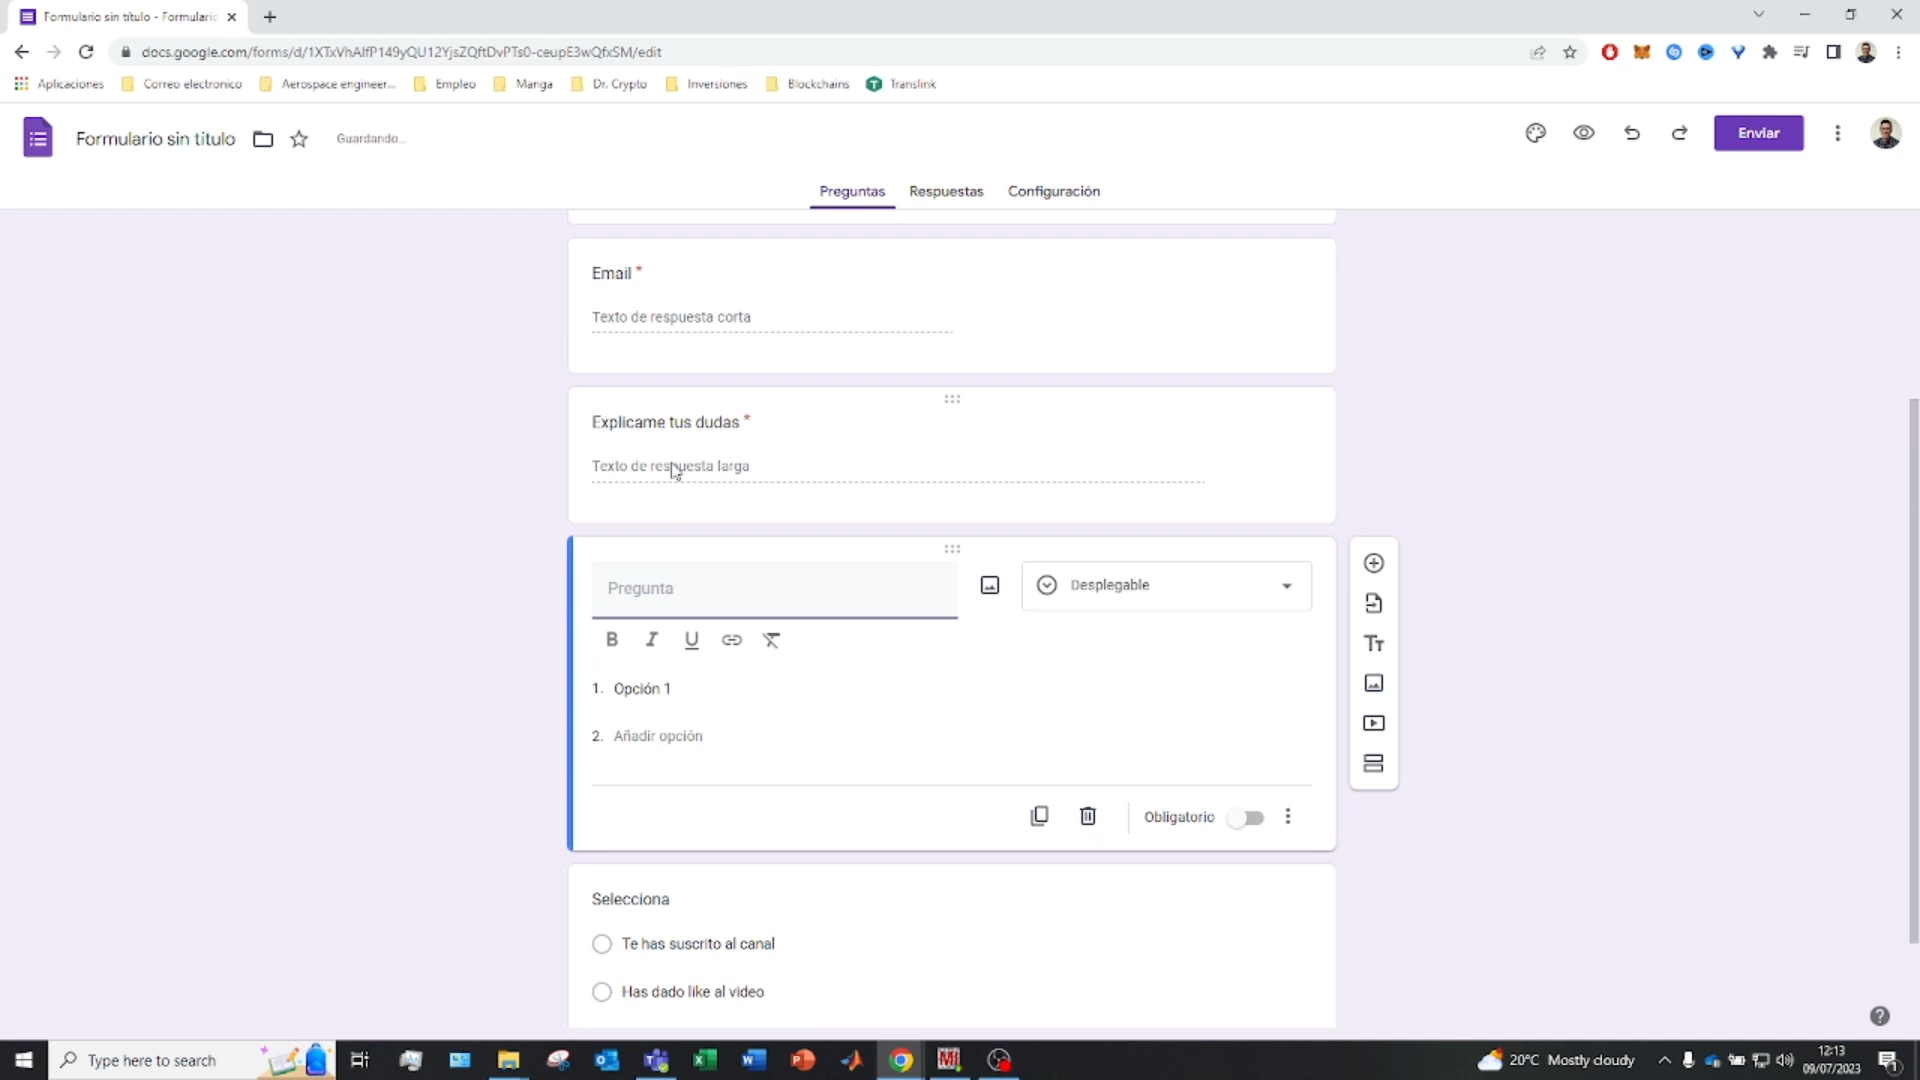 Formulario sin título - Formulario
docs.google.com/forms/d/1XTxVhAlfP149yQU12YjsZQftDvPTs0-ceupE3wQfxSM/edit
Aplicaciones
Correo electronico
Aerospace engineer...
Empleo
Manga
Dr. Crypto
Inversiones
Blockchains
Translink
Formulario sin título
Guardando...
Enviar
Preguntas
Respuestas
Configuración
Email *
Texto de respuesta corta
Explicame tus dudas *
Texto de respuesta larga
Pregunta
Desplegable
1. Opción 1
2. Añadir opción
Obligatorio
Selecciona
Te has suscrito al canal
Has dado like al video
Type here to search
20°C Mostly cloudy
12:13
09/07/2023